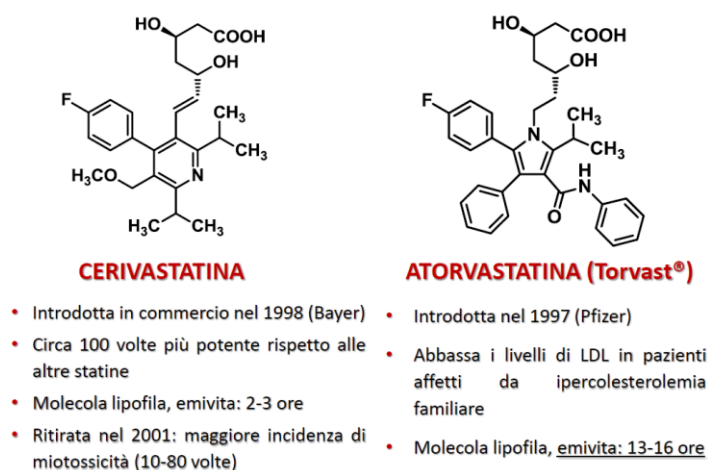 HO
COOH
OH
F
CH₃
CH₃
H₃CO
N
H₃C
CH₃
HO
COOH
OH
F
N
CH₃
CH₃
H
N
O
CERIVASTATINA
• Introdotta in commercio nel 1998 (Bayer)
• Circa 100 volte più potente rispetto alle
altre statine
• Molecola lipofila, emivita: 2-3 ore
• Ritirata nel 2001: maggiore incidenza di
miotossicità (10-80 volte)
ATORVASTATINA (Torvast®)
• Introdotta nel 1997 (Pfizer)
• Abbassa i livelli di LDL in pazienti
affetti da ipercolesterolemia
familiare
• Molecola lipofila, emivita: 13-16 ore